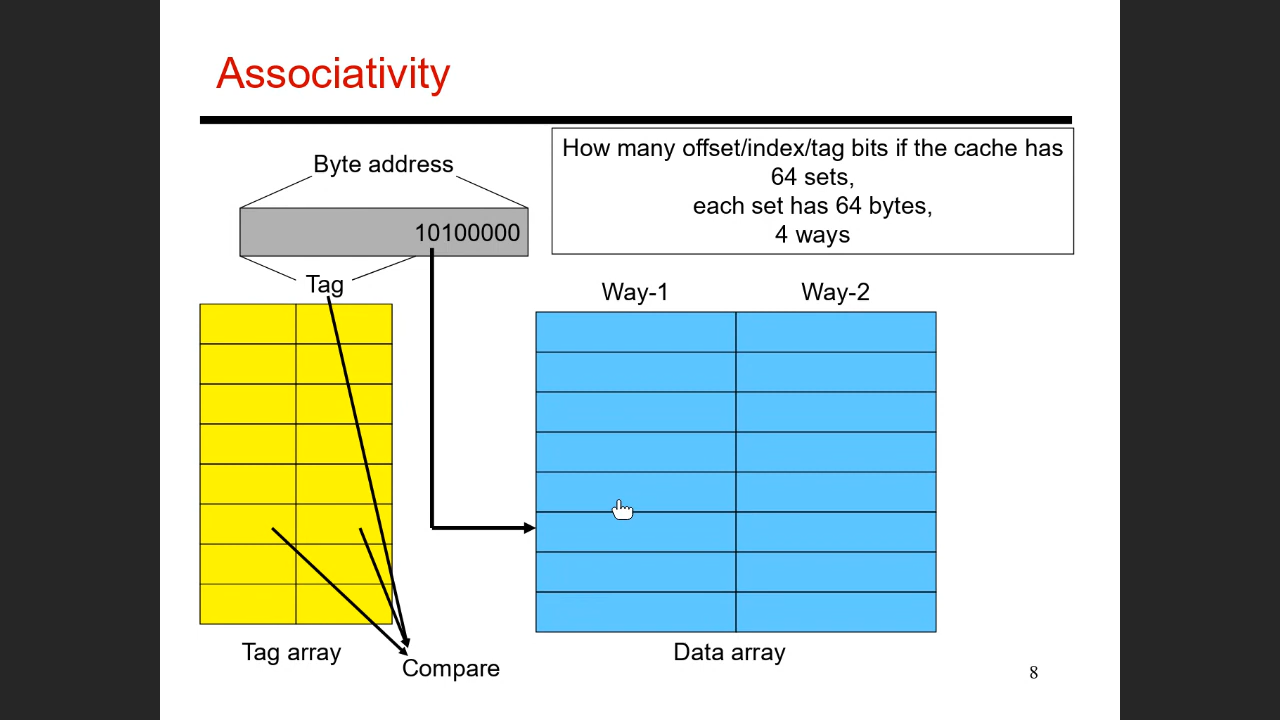 Associativity
Byte address
10100000
How many offset/index/tag bits if the cache has
64 sets,
each set has 64 bytes,
4 ways
Tag
Way-1
Way-2
Tag array
Compare
Data array
8